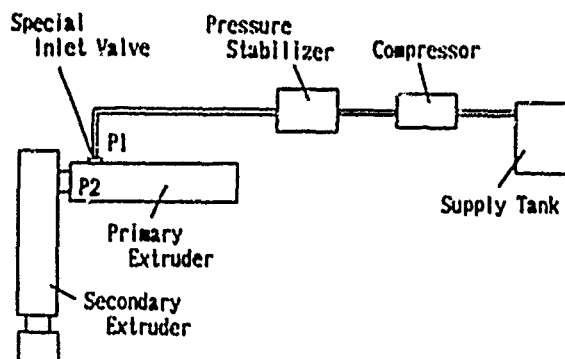 Special
Inlet Valve
Pressure
Stabilizer
Compressor
P1
P2
Supply Tank
Primary
Extruder
Secondary
Extruder